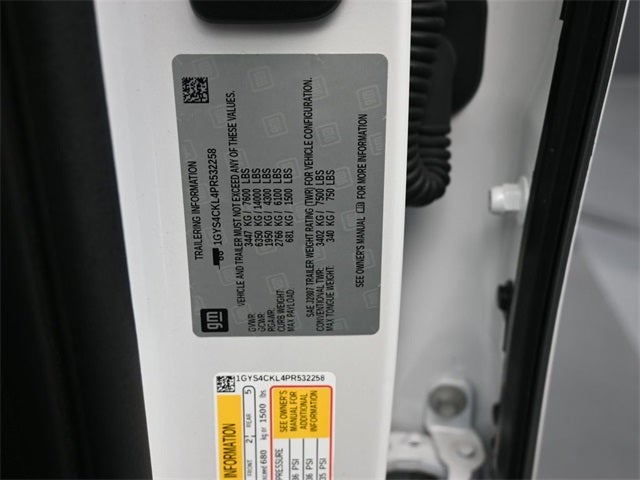 TRAILERING INFORMATION
1GYS4CKL4PR532258
VEHICLE AND TRAILER MUST NOT EXCEED ANY OF THESE VALUES.
GVWR: 3447 KG / 7600 LBS
GCWR: 6350 KG / 14000 LBS
RGAWR: 1950 KG / 4300 LBS
CURB WEIGHT: 2766 KG / 6100 LBS
MAX PAYLOAD: 681 KG / 1500 LBS
SAE J2807 TRAILER WEIGHT RATING (TWR) FOR VEHICLE CONFIGURATION.
CONVENTIONAL TWR: 3402 KG / 7500 LBS
MAX TONGUE WEIGHT: 340 KG / 750 LBS
SEE OWNER'S MANUAL FOR MORE INFORMATION
gm
1GYS4CKL4PR532258
INFORMATION
FRONT 2 REAR 5
680 kg or 1500 lbs
SEE OWNER'S
MANUAL FOR
ADDITIONAL
INFORMATION
PRESSURE
PSI
PSI
PSI